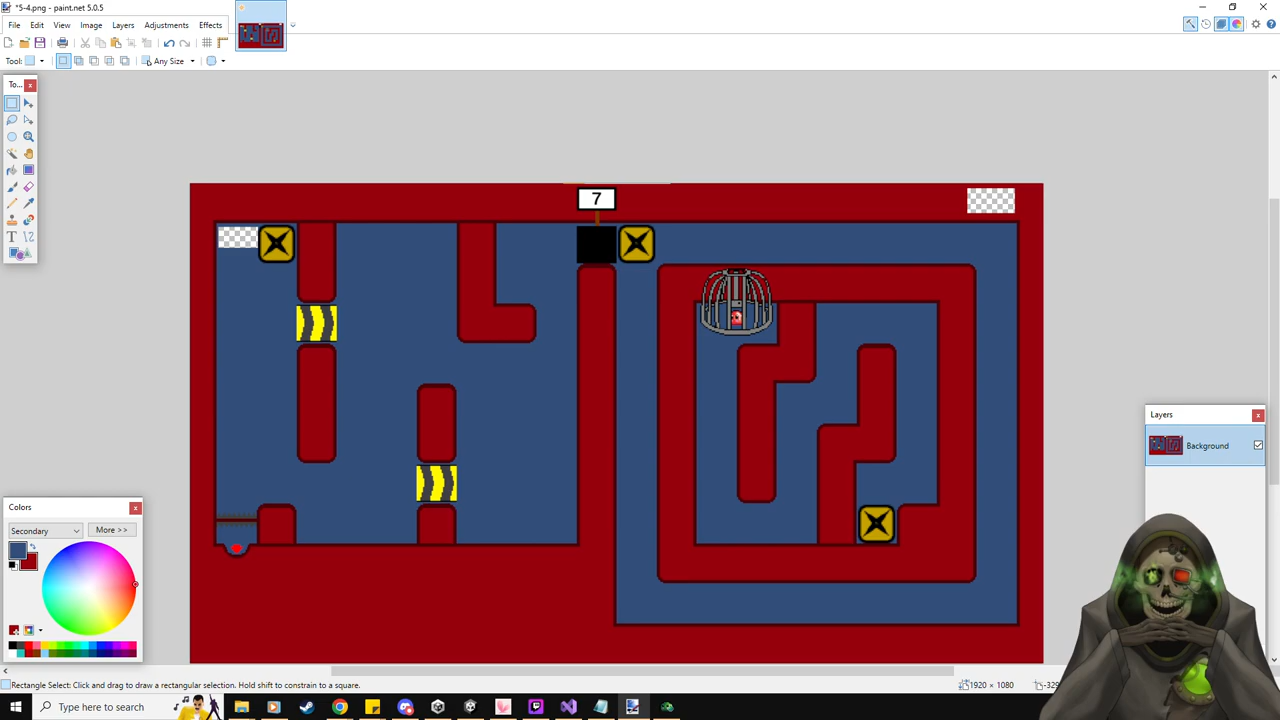 *5-4.png - paint.net 5.0.5
File Edit View Image Layers Adjustments Effects
Tool: Any Size
To...
7
Layers
Background
Colors
Secondary More >>
Rectangle Select: Click and drag to draw a rectangular selection. Hold shift to constrain to a square.
1920 × 1080
-329
Type here to search